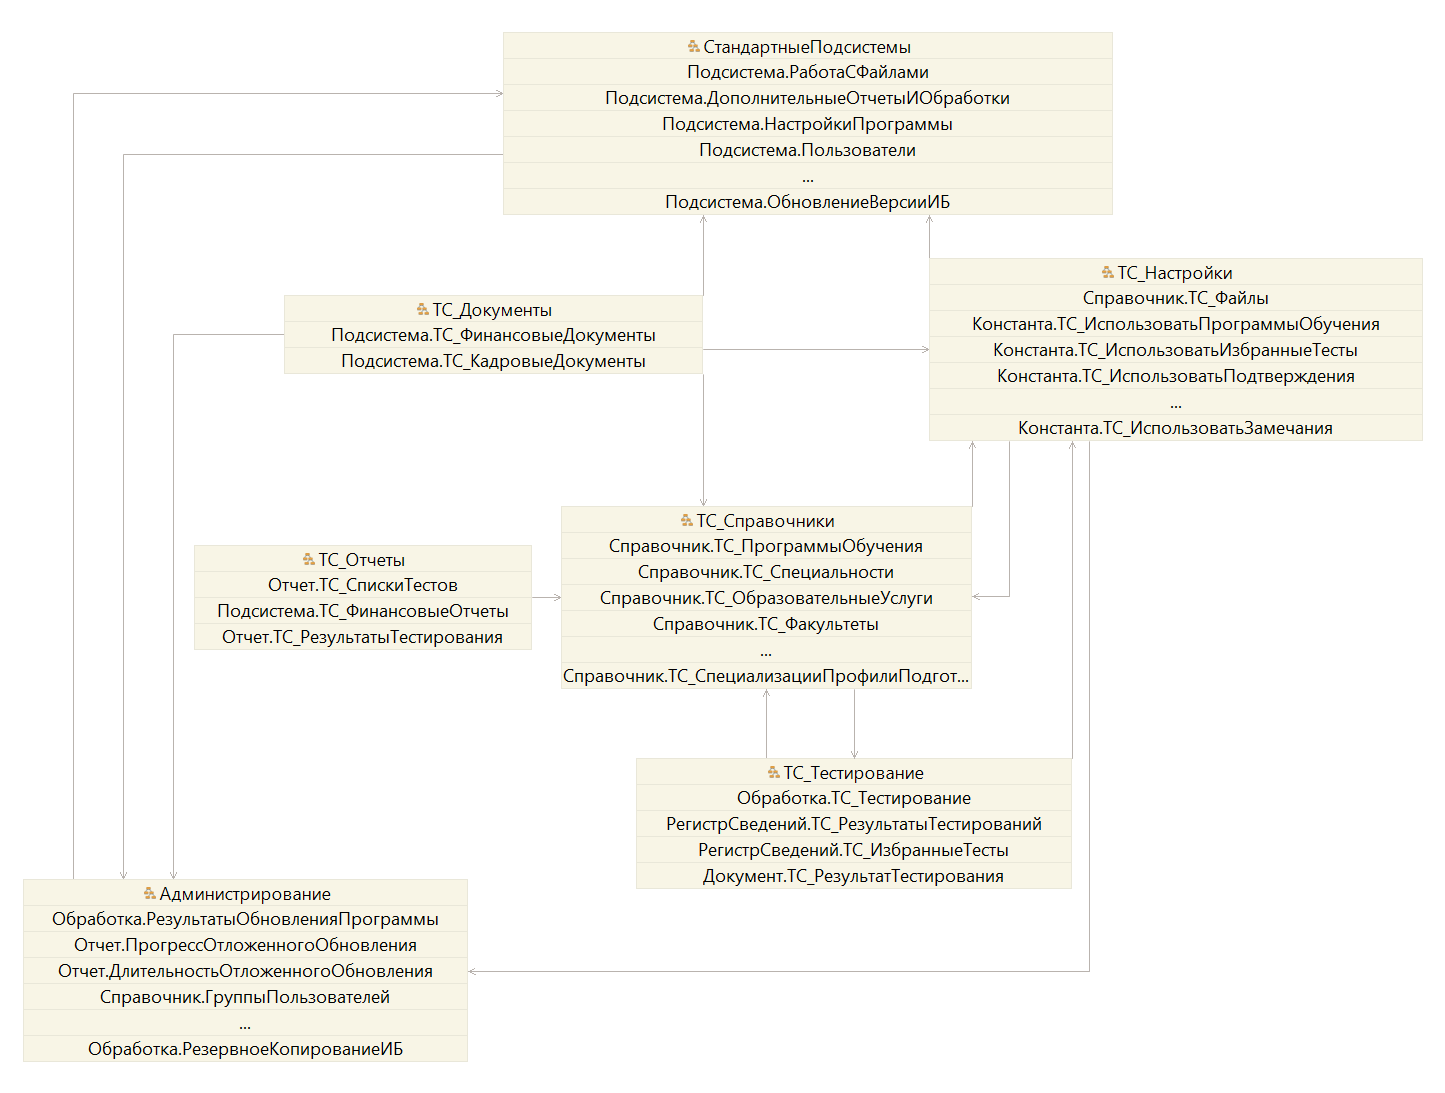 СтандартныеПодсистемы
Подсистема.РаботаСФайлами
Подсистема.ДополнительныеОтчетыИОбработки
Подсистема.НастройкиПрограммы
Подсистема.Пользователи
...
Подсистема.ОбновлениеВерсииИБ
ТС_Настройки
Справочник.ТС_Файлы
Константа.ТС_ИспользоватьПрограммыОбучения
Константа.ТС_ИспользоватьИзбранныеТесты
Константа.ТС_ИспользоватьПодтверждения
...
Константа.ТС_ИспользоватьЗамечания
ТС_Документы
Подсистема.ТС_ФинансовыеДокументы
Подсистема.ТС_КадровыеДокументы
ТС_Справочники
Справочник.ТС_ПрограммыОбучения
Справочник.ТС_Специальности
Справочник.ТС_ОбразовательныеУслуги
Справочник.ТС_Факультеты
...
Справочник.ТС_СпециализацииПрофилиПодгот...
ТС_Отчеты
Отчет.ТС_СпискиТестов
Подсистема.ТС_ФинансовыеОтчеты
Отчет.ТС_РезультатыТестирования
ТС_Тестирование
Обработка.ТС_Тестирование
РегистрСведений.ТС_РезультатыТестирований
РегистрСведений.ТС_ИзбранныеТесты
Документ.ТС_РезультатТестирования
Администрирование
Обработка.РезультатыОбновленияПрограммы
Отчет.ПрогрессОтложенногоОбновления
Отчет.ДлительностьОтложенногоОбновления
Справочник.ГруппыПользователей
...
Обработка.РезервноеКопированиеИБ